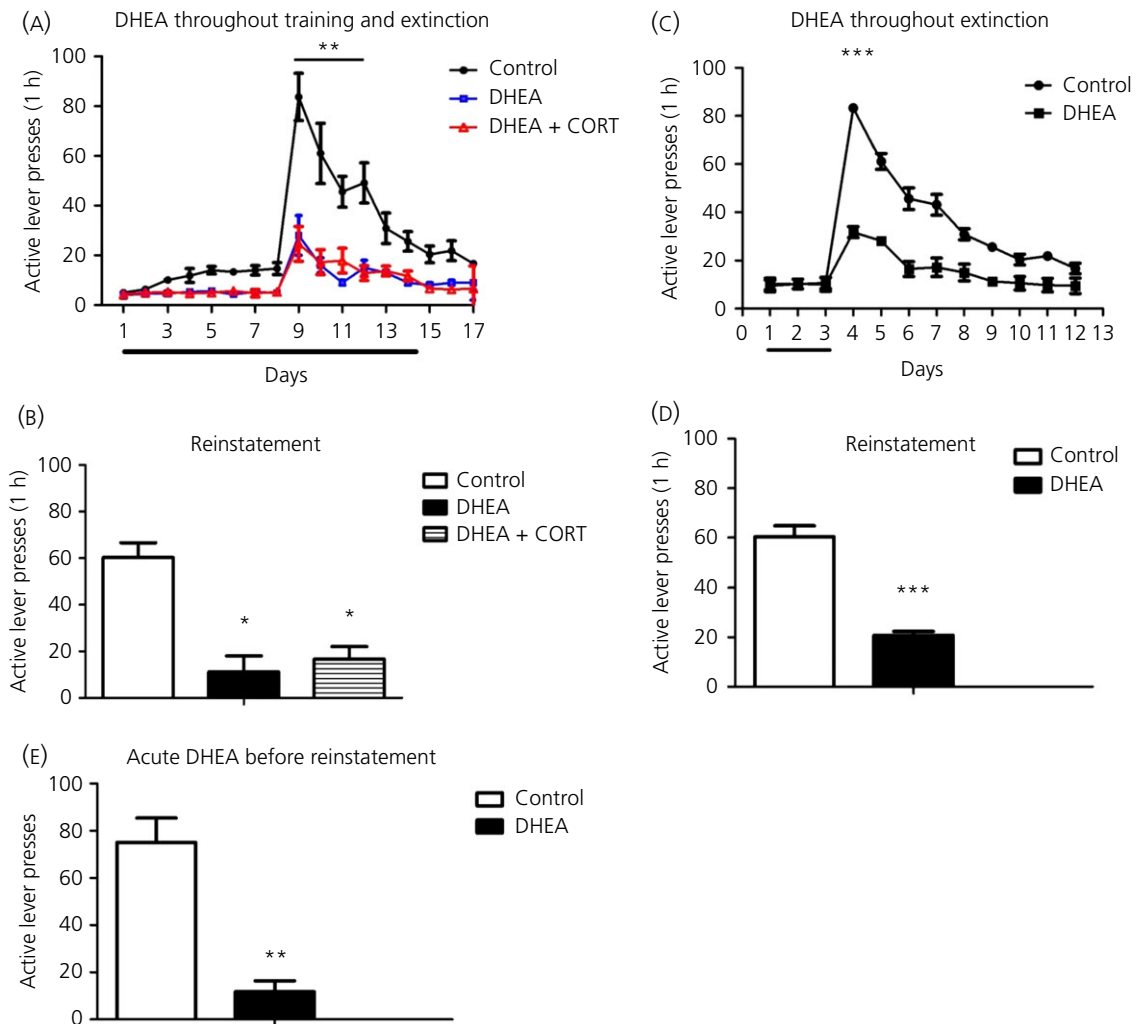 (A)
DHEA throughout training and extinction
**
Active lever presses (1 h)
100
80
60
40
20
0
1 3 5 7 9 11 13 15 17
Days
Control
DHEA
DHEA + CORT
(C)
DHEA throughout extinction
***
Active lever presses (1 h)
100
80
60
40
20
0
0 1 2 3 4 5 6 7 8 9 10 11 12 13
Days
Control
DHEA
(B)
Reinstatement
Active lever presses (1 h)
100
80
60
40
20
0
* *
Control
DHEA
DHEA + CORT
(D)
Reinstatement
Active lever presses (1 h)
100
80
60
40
20
0
***
Control
DHEA
(E)
Acute DHEA before reinstatement
Active lever presses
100
80
60
40
20
0
**
Control
DHEA